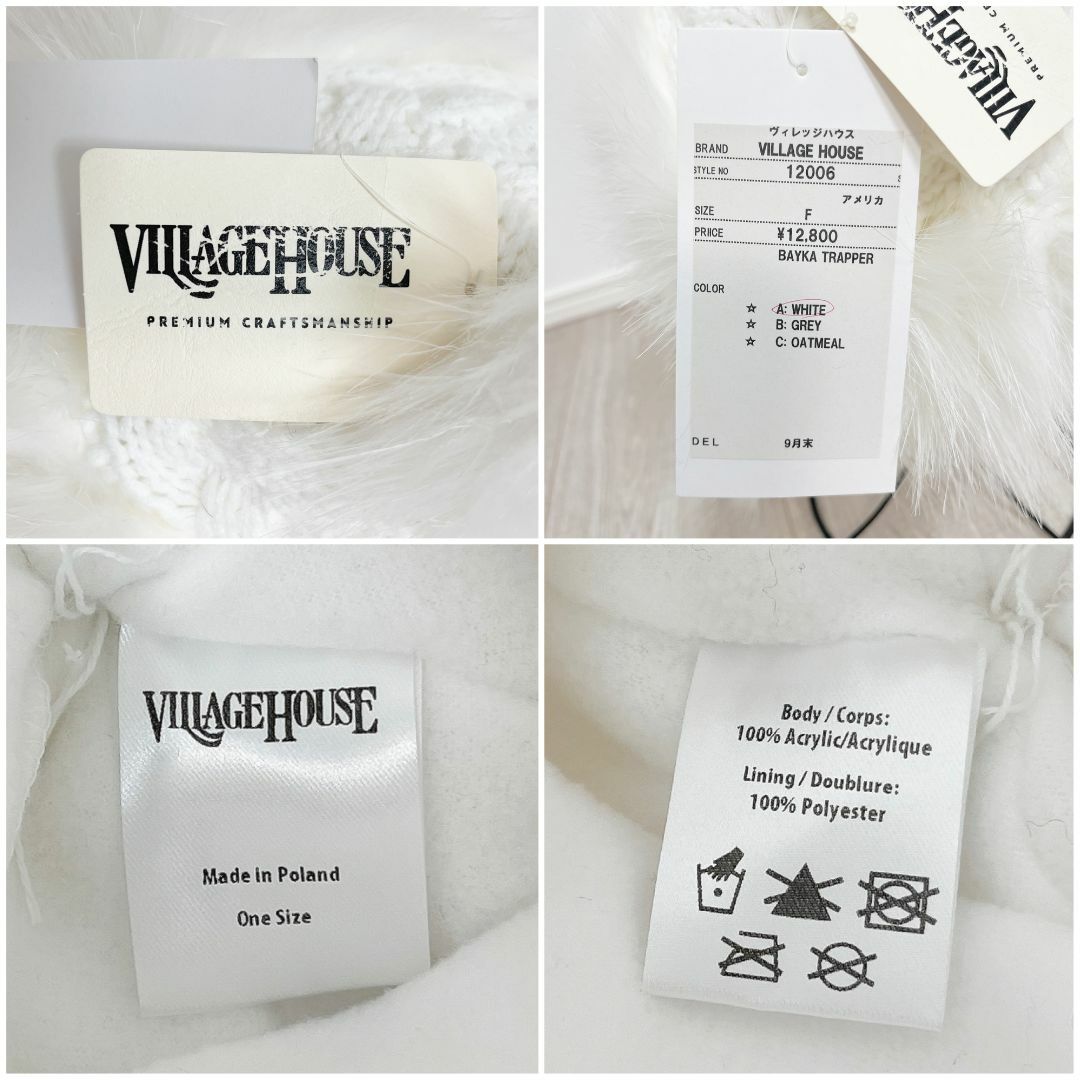 VILLAGEHOUSE
PREMIUM CRAFTSMANSHIP
VILLAGEHOUSE
PREMIUM
ヴィレッジハウス
BRAND VILLAGE HOUSE
STYLE NO 12006
アメリカ
SIZE F
PRIICE ¥12,800
BAYKA TRAPPER
COLOR
☆ A: WHITE
☆ B: GREY
☆ C: OATMEAL
DEL 9月末
VILLAGEHOUSE
Made in Poland
One Size
Body / Corps:
100% Acrylic/Acrylique
Lining / Doublure:
100% Polyester